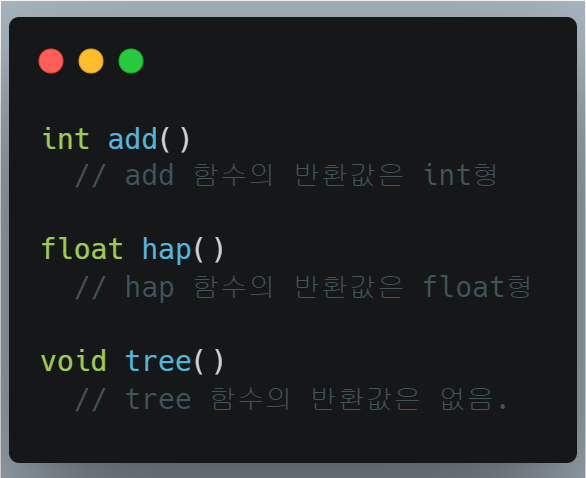 int add()
// add 함수의 반환값은 int형
float hap()
// hap 함수의 반환값은 float형
void tree()
// tree 함수의 반환값은 없음.